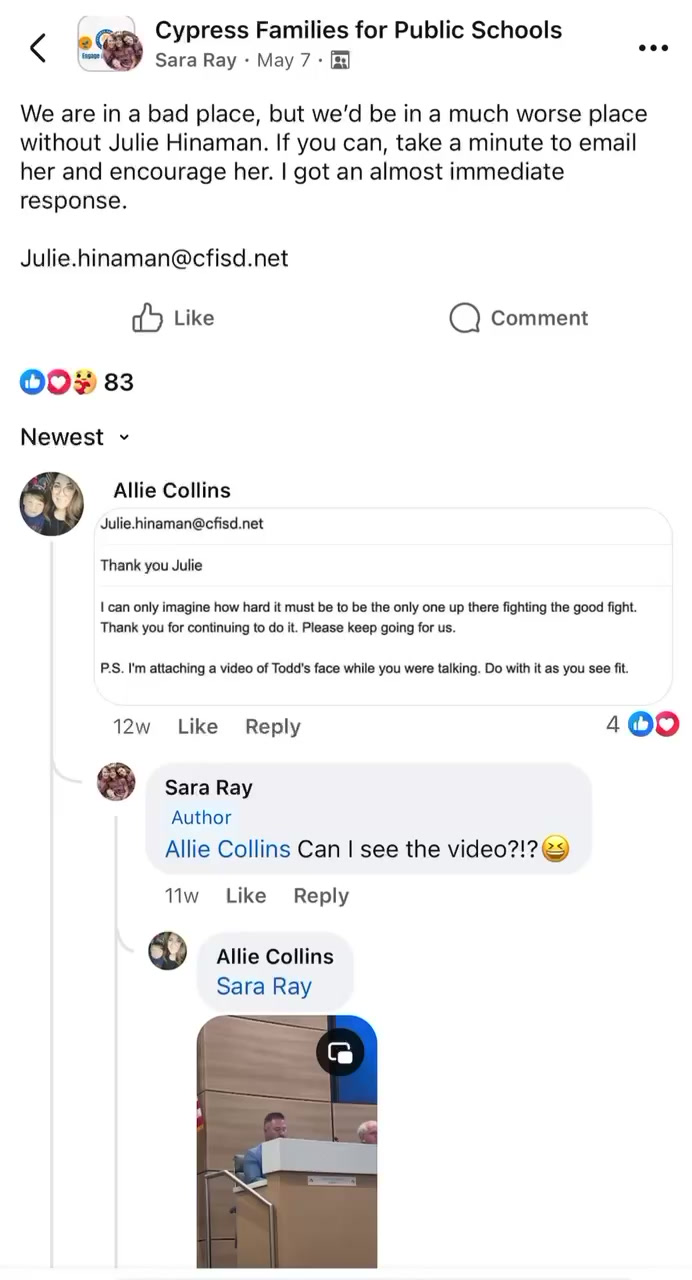 Cypress Families for Public Schools
Sara Ray · May 7 ·
We are in a bad place, but we’d be in a much worse place
without Julie Hinaman. If you can, take a minute to email
her and encourage her. I got an almost immediate
response.
Julie.hinaman@cfisd.net
Like
Comment
83
Newest
Allie Collins
Julie.hinaman@cfisd.net
Thank you Julie
I can only imagine how hard it must be to be the only one up there fighting the good fight.
Thank you for continuing to do it. Please keep going for us.
P.S. I'm attaching a video of Todd's face while you were talking. Do with it as you see fit.
12w Like Reply
4
Sara Ray
Author
Allie Collins Can I see the video?!?😆
11w Like Reply
Allie Collins
Sara Ray